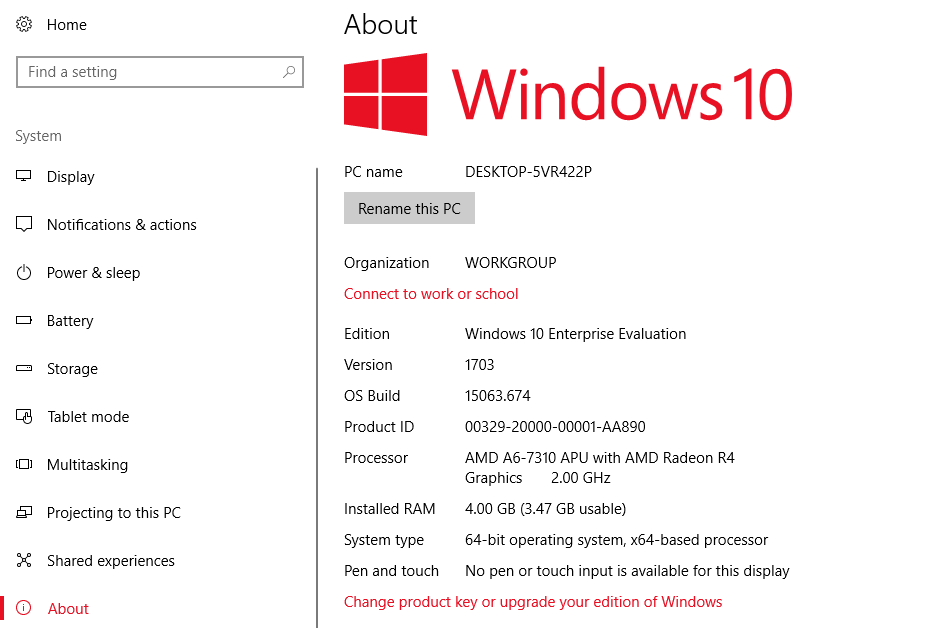 Home
Find a setting
System
Display
Notifications & actions
Power & sleep
Battery
Storage
Tablet mode
Multitasking
Projecting to this PC
Shared experiences
About
About
Windows 10
PC name DESKTOP-5VR422P
Rename this PC
Organization WORKGROUP
Connect to work or school
Edition Windows 10 Enterprise Evaluation
Version 1703
OS Build 15063.674
Product ID 00329-20000-00001-AA890
Processor AMD A6-7310 APU with AMD Radeon R4
Graphics 2.00 GHz
Installed RAM 4.00 GB (3.47 GB usable)
System type 64-bit operating system, x64-based processor
Pen and touch No pen or touch input is available for this display
Change product key or upgrade your edition of Windows